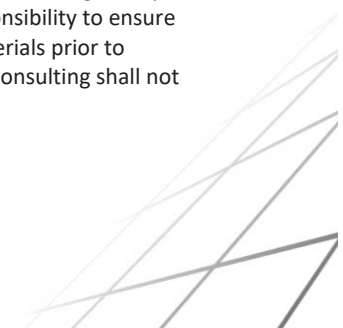 onsibility to ensure
erials prior to
onsulting shall not